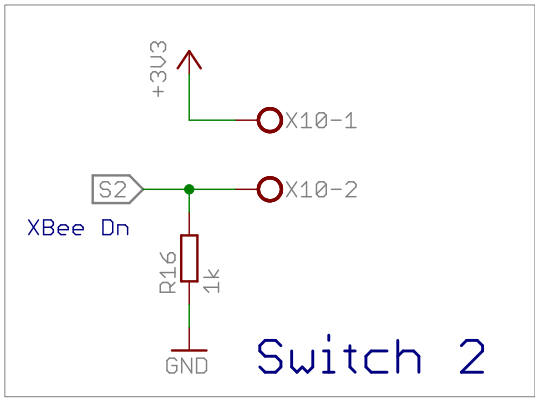 +3V3
X10-1
S2
X10-2
XBee Dn
R16
1k
GND
Switch 2